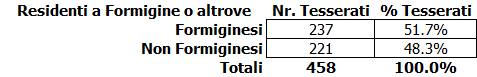 Residenti a Formigine o altrove Nr. Tesserati % Tesserati
Formiginesi 237 51.7%
Non Formiginesi 221 48.3%
Totali 458 100.0%